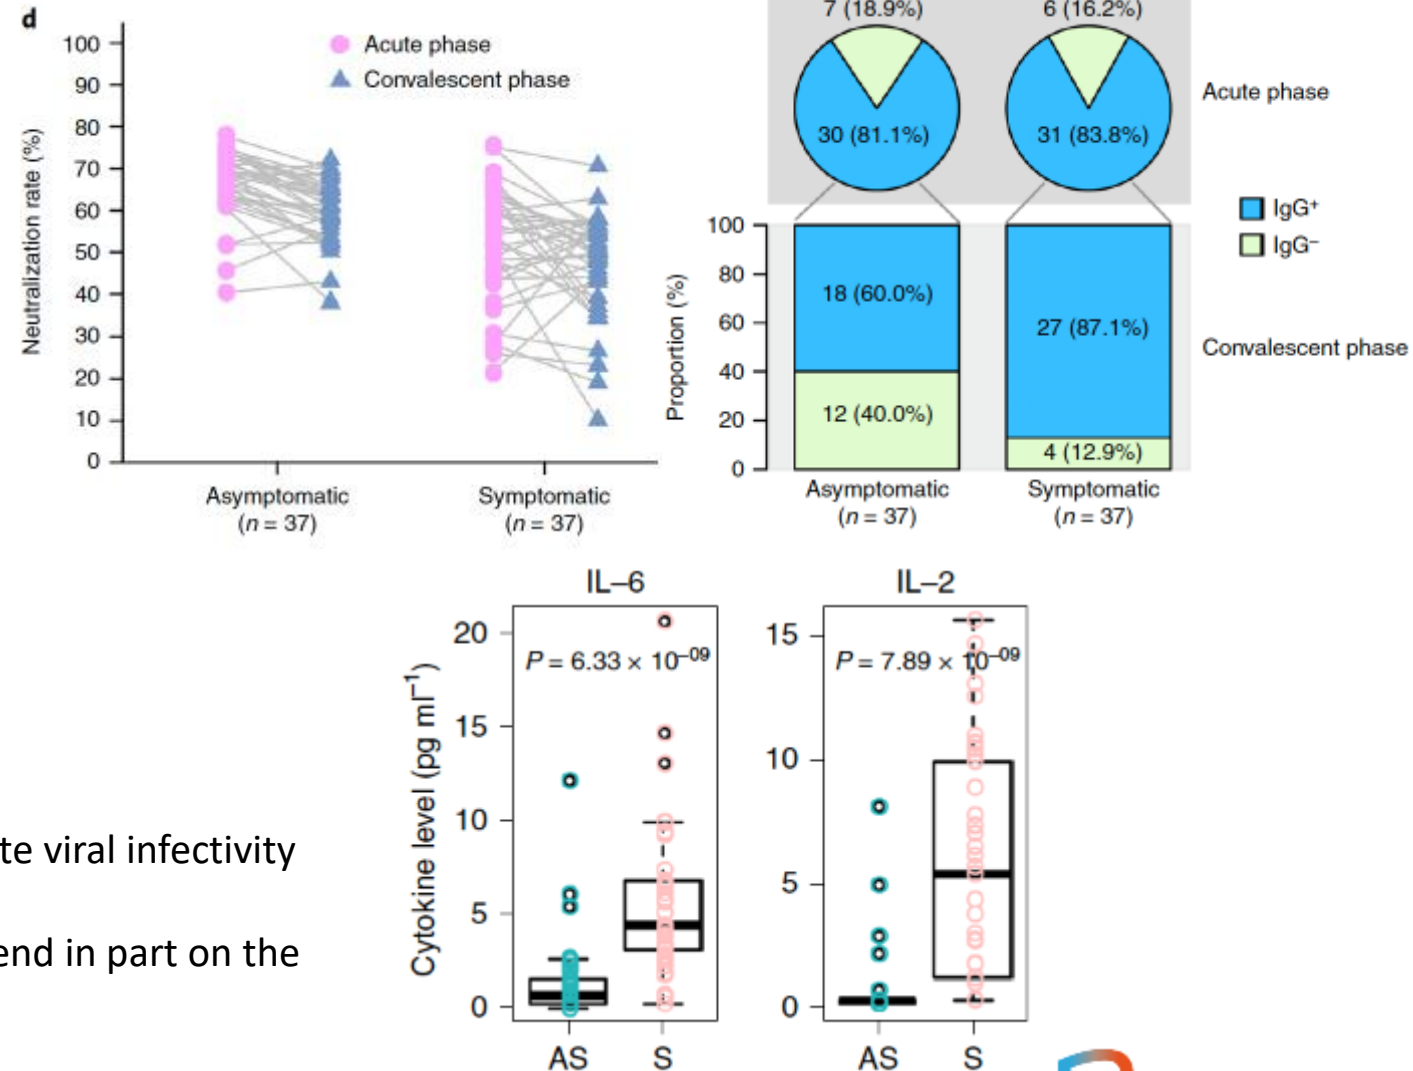 d
Neutralization rate (%)
100
90
80
70
60
50
40
30
20
10
0
Acute phase
Convalescent phase
Asymptomatic
(n = 37)
Symptomatic
(n = 37)
7 (18.9%)
6 (16.2%)
30 (81.1%)
31 (83.8%)
Acute phase
IgG⁺
IgG⁻
Proportion (%)
100
80
60
40
20
0
18 (60.0%)
12 (40.0%)
27 (87.1%)
4 (12.9%)
Convalescent phase
Asymptomatic
(n = 37)
Symptomatic
(n = 37)
te viral infectivity
end in part on the
Cytokine level (pg ml⁻¹)
IL–6
20
15
10
5
0
P = 6.33 × 10⁻⁰⁹
AS
S
IL–2
15
10
5
0
P = 7.89 × 10⁻⁰⁹
AS
S